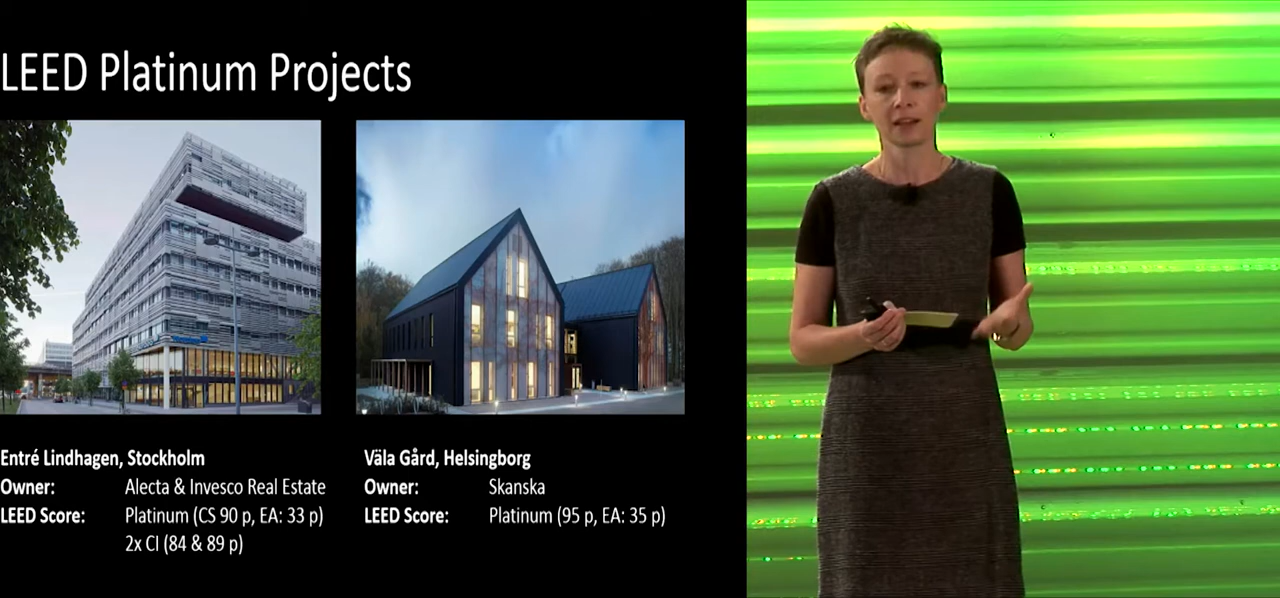 LEED Platinum Projects
Entré Lindhagen, Stockholm
Owner: Alecta & Invesco Real Estate
LEED Score: Platinum (CS 90 p, EA: 33 p)
2x CI (84 & 89 p)
Väla Gård, Helsingborg
Owner: Skanska
LEED Score: Platinum (95 p, EA: 35 p)